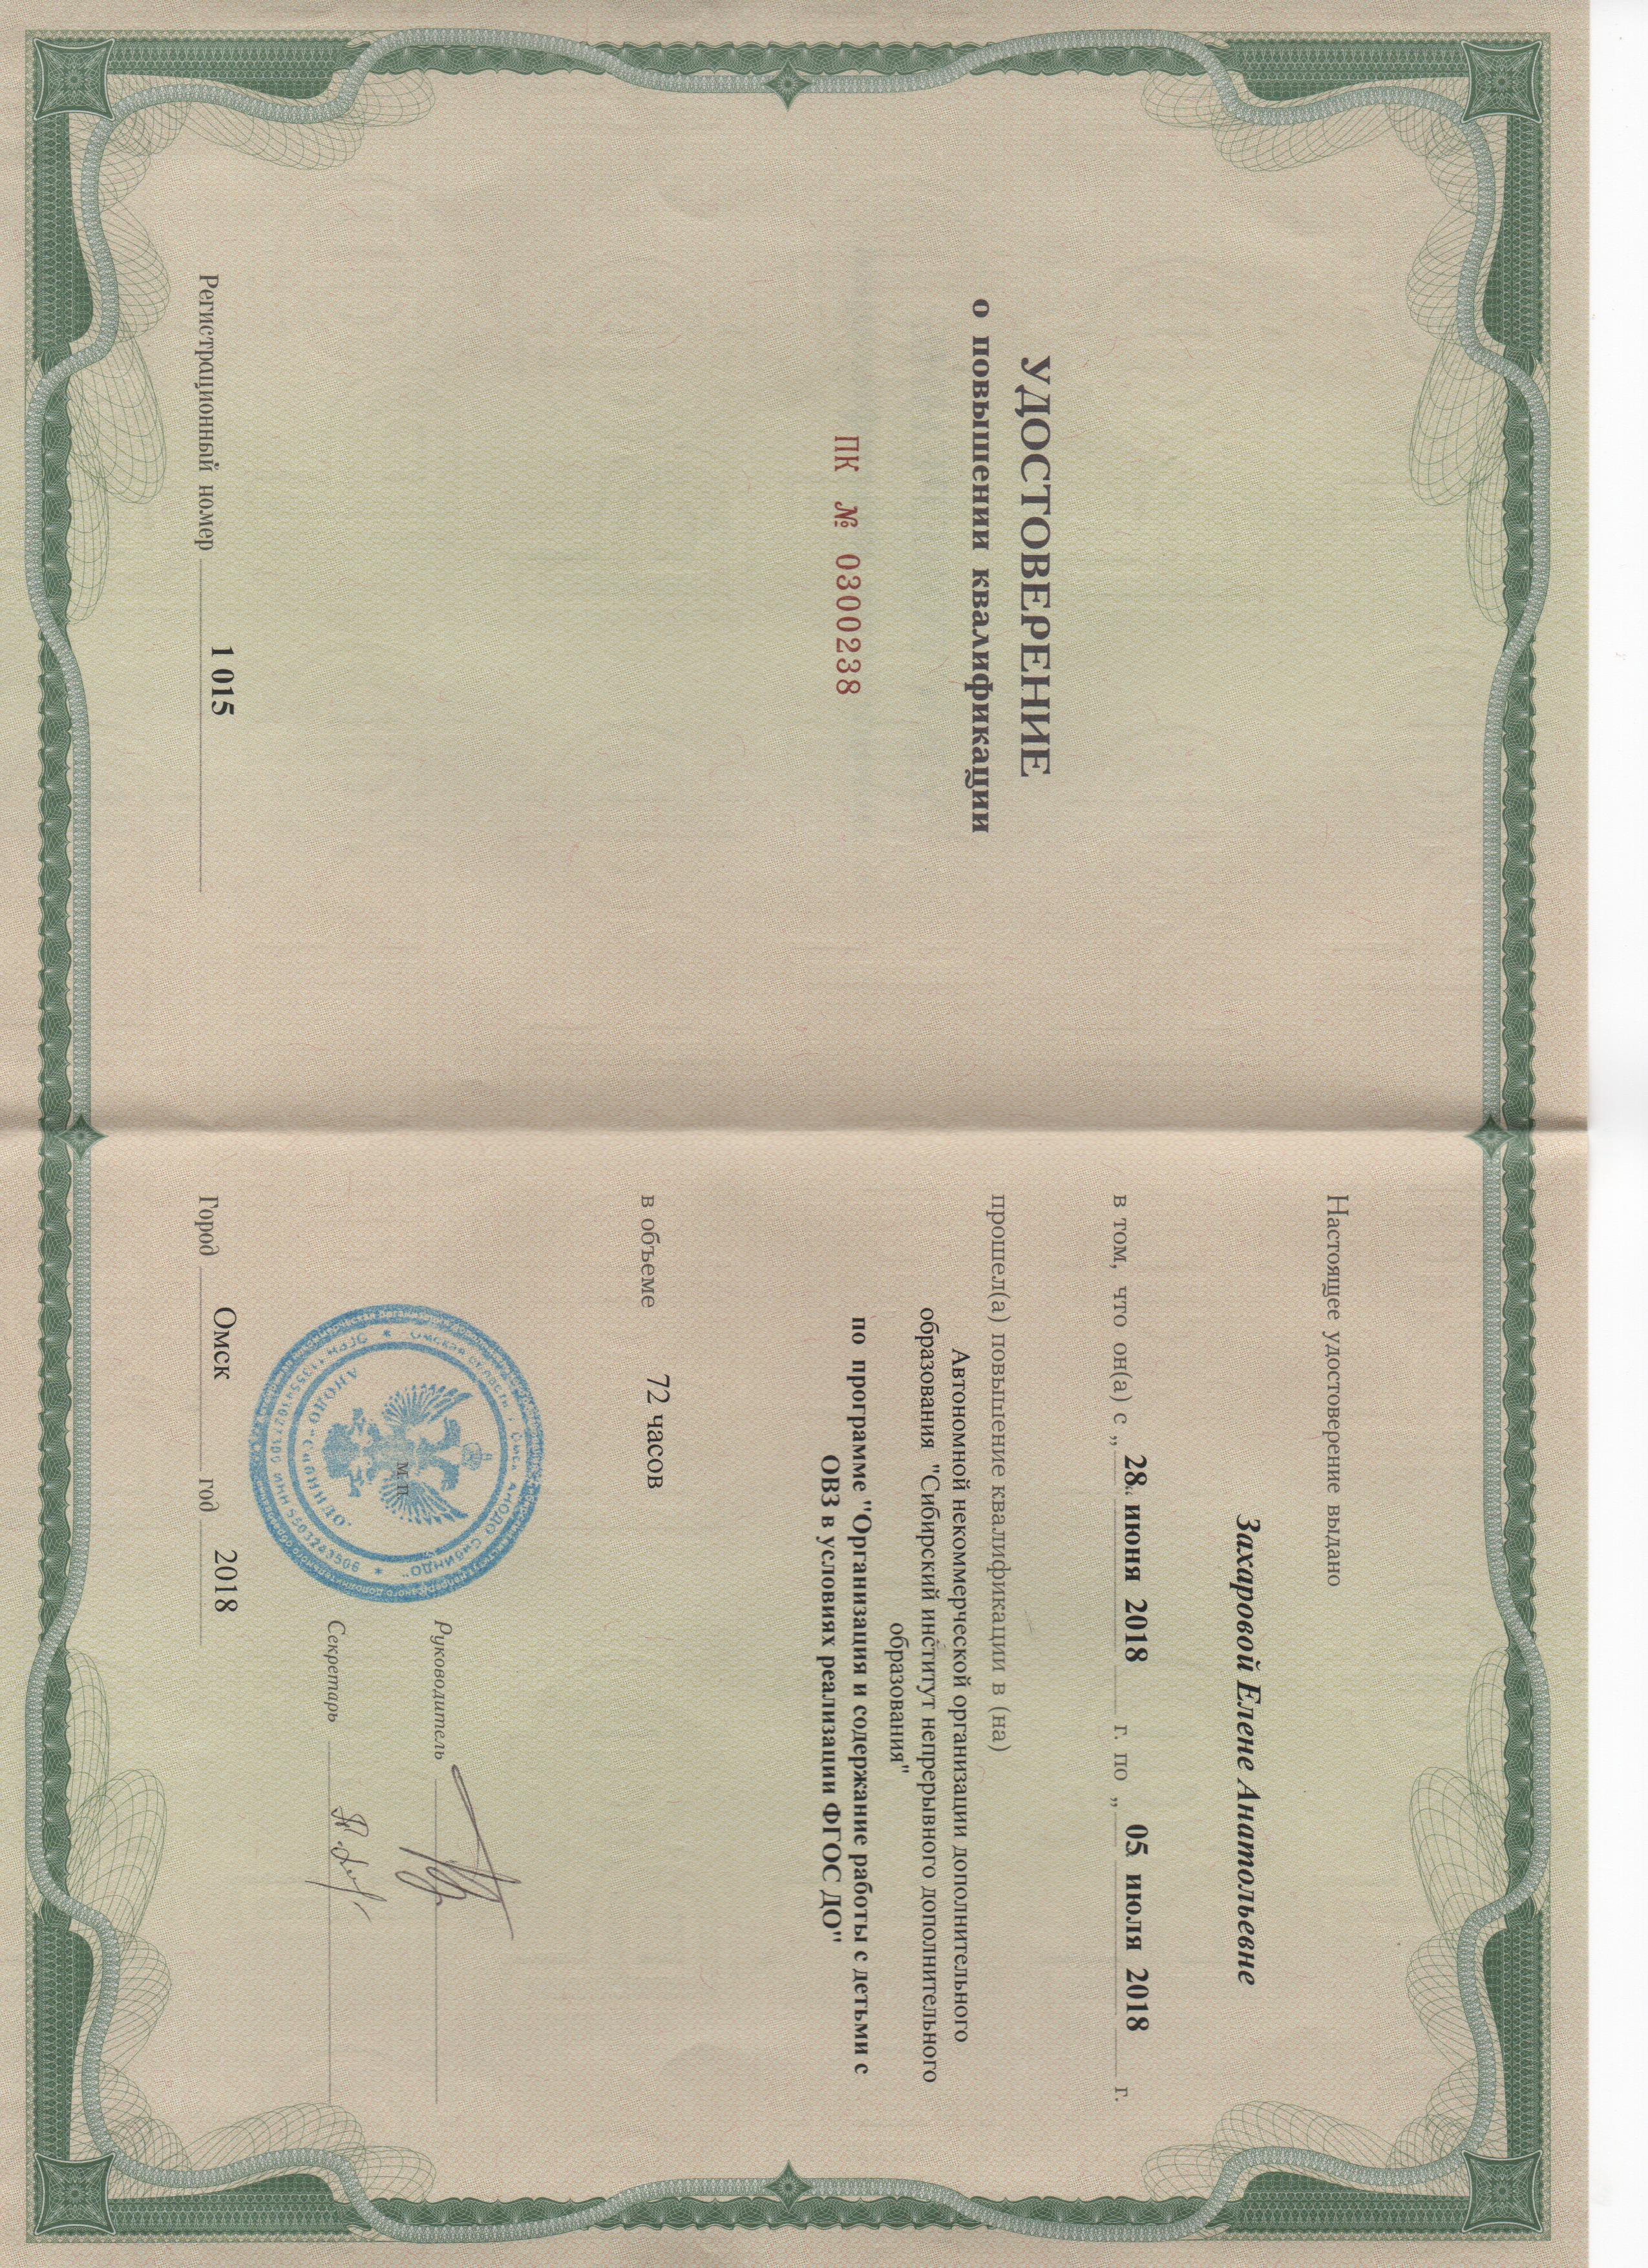 УДОСТОВЕРЕНИЕ
о повышении квалификации
ПК № 0300238
Регистрационный номер 1 015
Настоящее удостоверение выдано
Захаровой Елене Анатольевне
в том, что он(а) с „ 28 “ июня 2018 г. по „ 05 “ июля 2018 г.
прошел(а) повышение квалификации в (на)
Автономной некоммерческой организации дополнительного
образования "Сибирский институт непрерывного дополнительного
образования"
по программе "Организация и содержание работы с детьми с
ОВЗ в условиях реализации ФГОС ДО"
в объеме 72 часов
М.П.
Руководитель
Секретарь
Город Омск год 2018